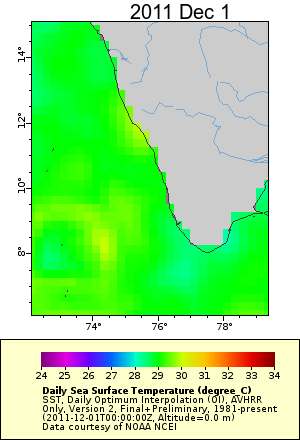 2011 Dec 1
14°
12°
10°
8°
74° 76° 78°
24 25 26 27 28 29 30 31 32 33 34
Daily Sea Surface Temperature (degree_C)
SST, Daily Optimum Interpolation (OI), AVHRR
Only, Version 2, Final+Preliminary, 1981-present
(2011-12-01T00:00:00Z, Altitude=0.0 m)
Data courtesy of NOAA NCEI